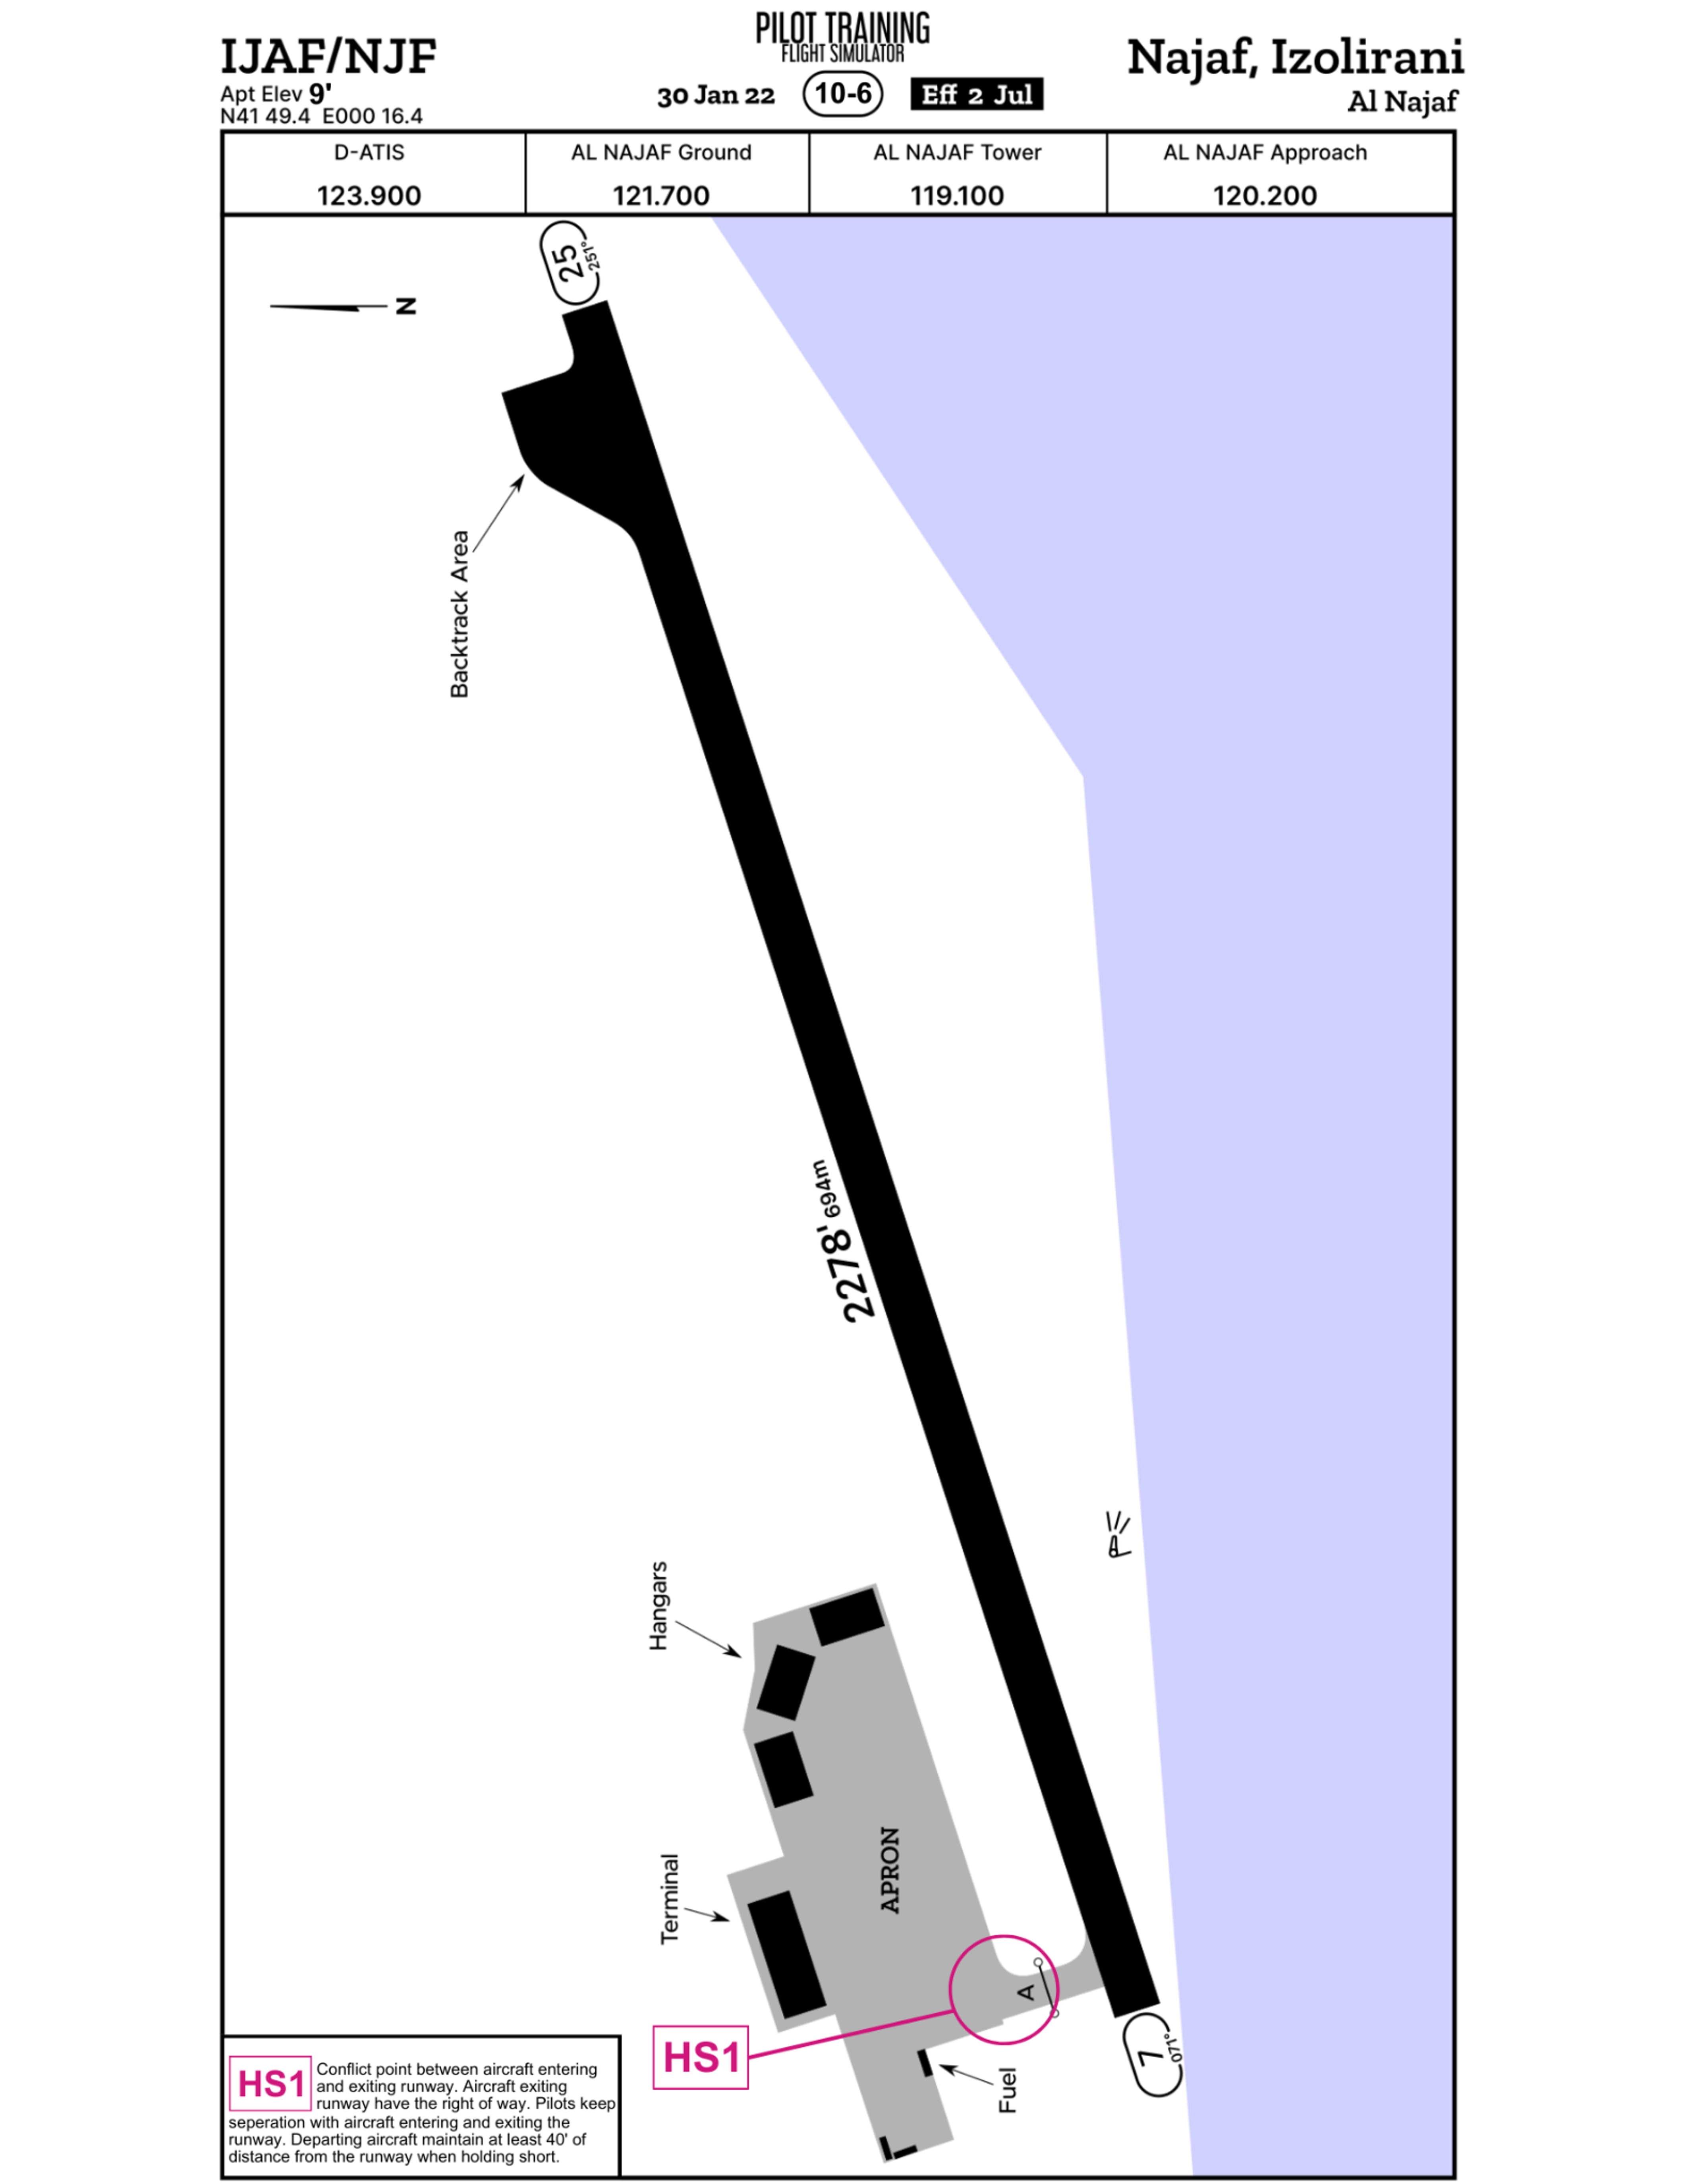 IJAF/NJF
Apt Elev 9'
N41 49.4 E000 16.4
PILOT TRAINING
FLIGHT SIMULATOR
30 Jan 22 10-6 Eff 2 Jul
Najaf, Izolirani
Al Najaf
D-ATIS
123.900
AL NAJAF Ground
121.700
AL NAJAF Tower
119.100
AL NAJAF Approach
120.200
25
251°
N
Backtrack Area
2278' 694m
Hangars
Terminal
APRON
A
HS1
Fuel
7
071°
HS1 Conflict point between aircraft entering
and exiting runway. Aircraft exiting
runway have the right of way. Pilots keep
seperation with aircraft entering and exiting the
runway. Departing aircraft maintain at least 40' of
distance from the runway when holding short.